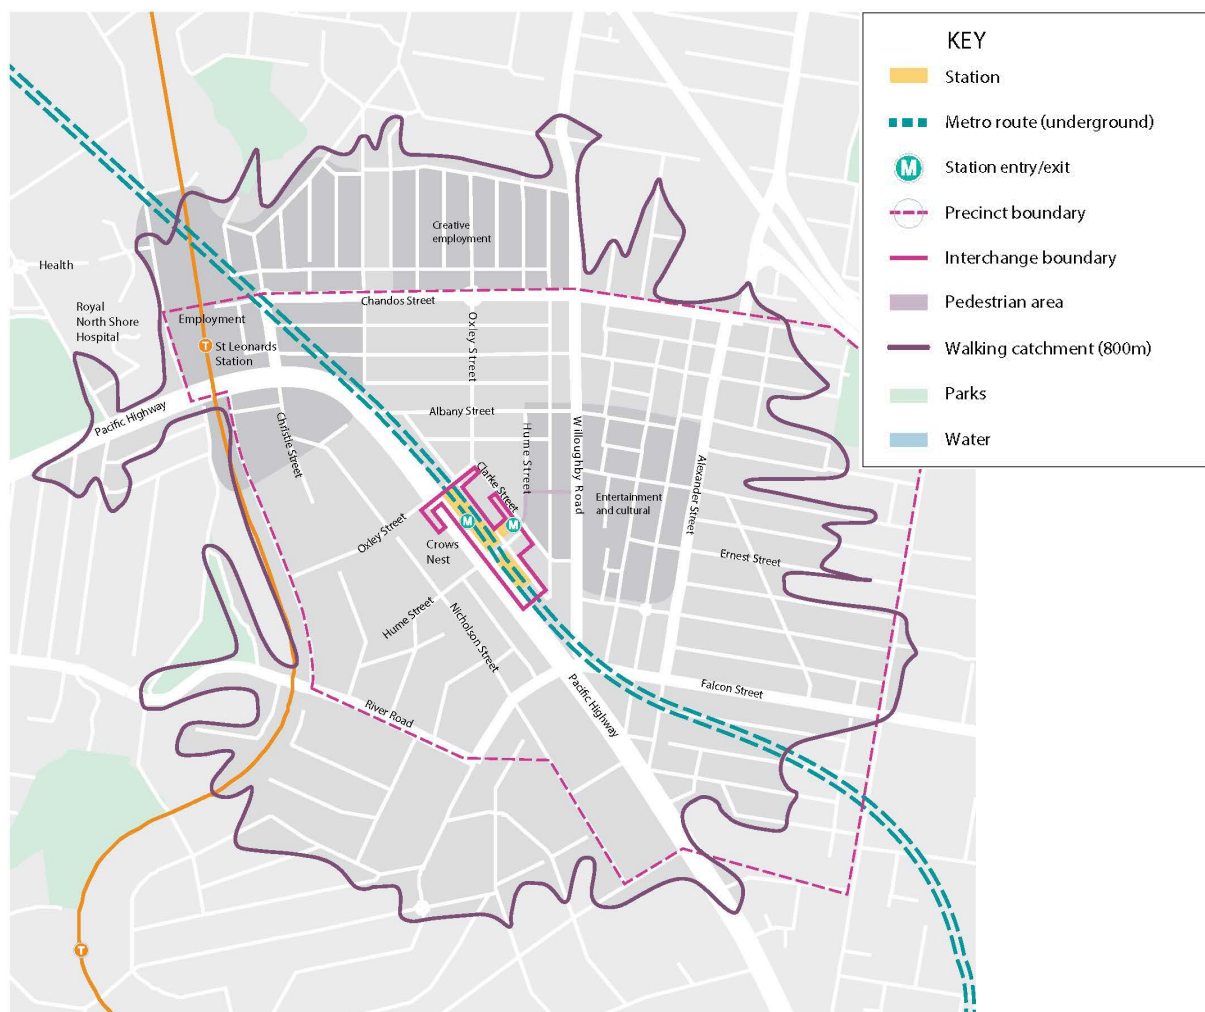 KEY
Station
Metro route (underground)
M
Station entry/exit
Precinct boundary
Interchange boundary
Pedestrian area
Walking catchment (800m)
Parks
Water
Creative
employment
Health
Royal
North Shore
Hospital
Employment
T
St Leonards
Station
Chandos Street
Oxley Street
Pacific Highway
Christie Street
Albany Street
Hume Street
Willoughby Road
Alexander Street
Clarke Street
Entertainment
and cultural
M
M
Oxley Street
Crows
Nest
Ernest Street
Hume Street
Nicholson Street
Falcon Street
Pacific Highway
River Road
T